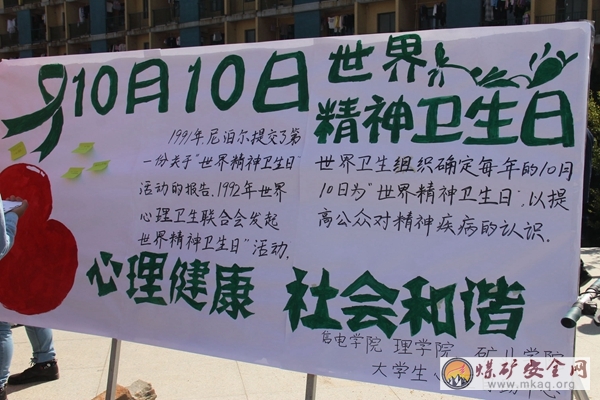 10月10日
世界
精神卫生日
1991年,尼泊尔提交了第
一份关于"世界精神卫生日"
活动的报告.1992年世界
心理卫生联合会发起
世界精神卫生日"活动.
世界卫生组织确定每年的10月
10日为"世界精神卫生日",以提
高公众对精神疾病的认识.
心理健康 社会和谐
信电学院 理学院 矿业学院
大学生
煤矿安全网
www.mkaq.org